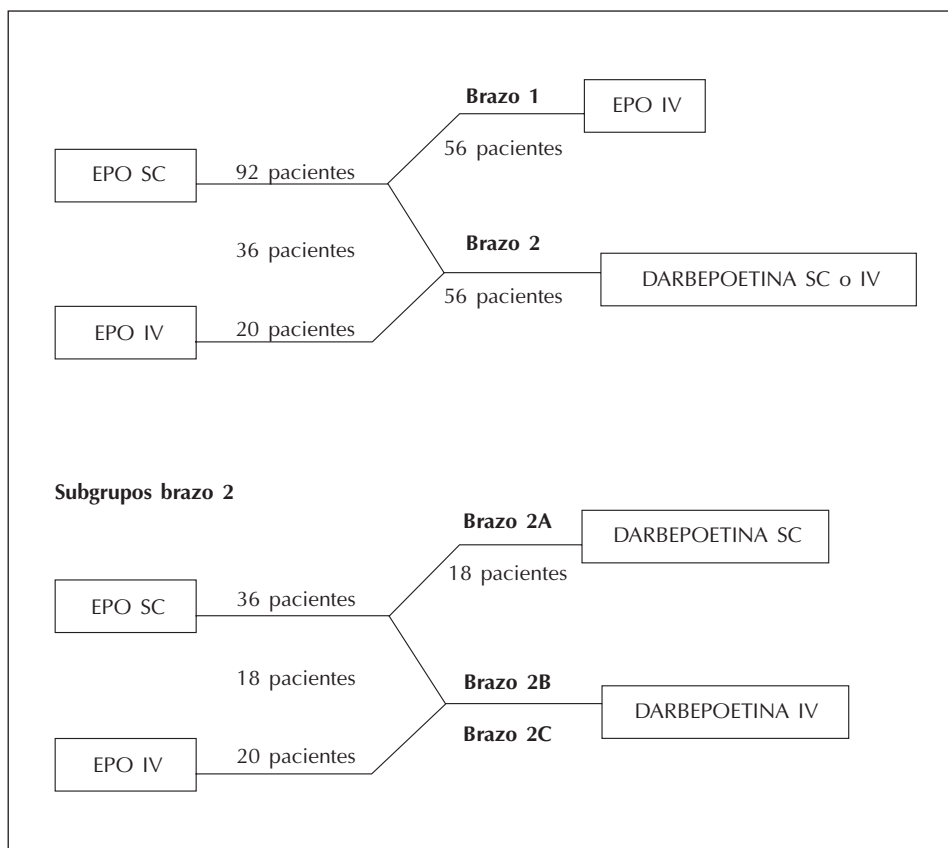 Brazo 1
EPO IV
56 pacientes
EPO SC
92 pacientes
36 pacientes
Brazo 2
DARBEPOETINA SC o IV
56 pacientes
EPO IV
20 pacientes
Subgrupos brazo 2
Brazo 2A
DARBEPOETINA SC
18 pacientes
EPO SC
36 pacientes
18 pacientes
Brazo 2B
DARBEPOETINA IV
Brazo 2C
EPO IV
20 pacientes